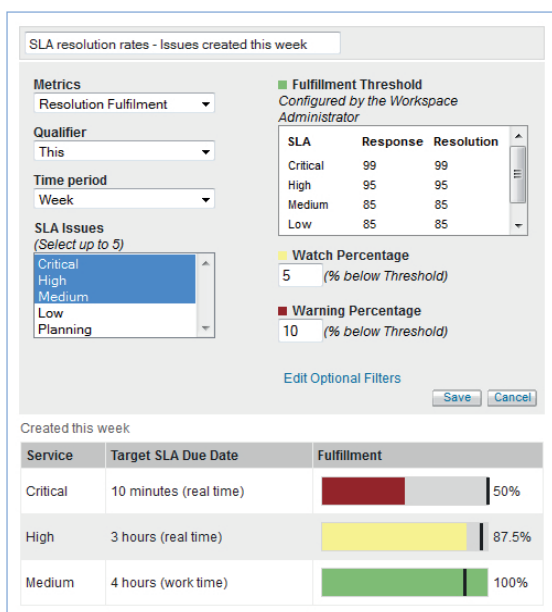 SLA resolution rates - Issues created this week
Metrics
Resolution Fulfilment
Qualifier
This
Time period
Week
SLA Issues
(Select up to 5)
Critical
High
Medium
Low
Planning
Fulfillment Threshold
Configured by the Workspace
Administrator
SLA Response Resolution
Critical 99 99
High 95 95
Medium 85 85
Low 85 85
Watch Percentage
5 (% below Threshold)
Warning Percentage
10 (% below Threshold)
Edit Optional Filters
Save Cancel
Created this week
Service Target SLA Due Date Fulfillment
Critical 10 minutes (real time) 50%
High 3 hours (real time) 87.5%
Medium 4 hours (work time) 100%